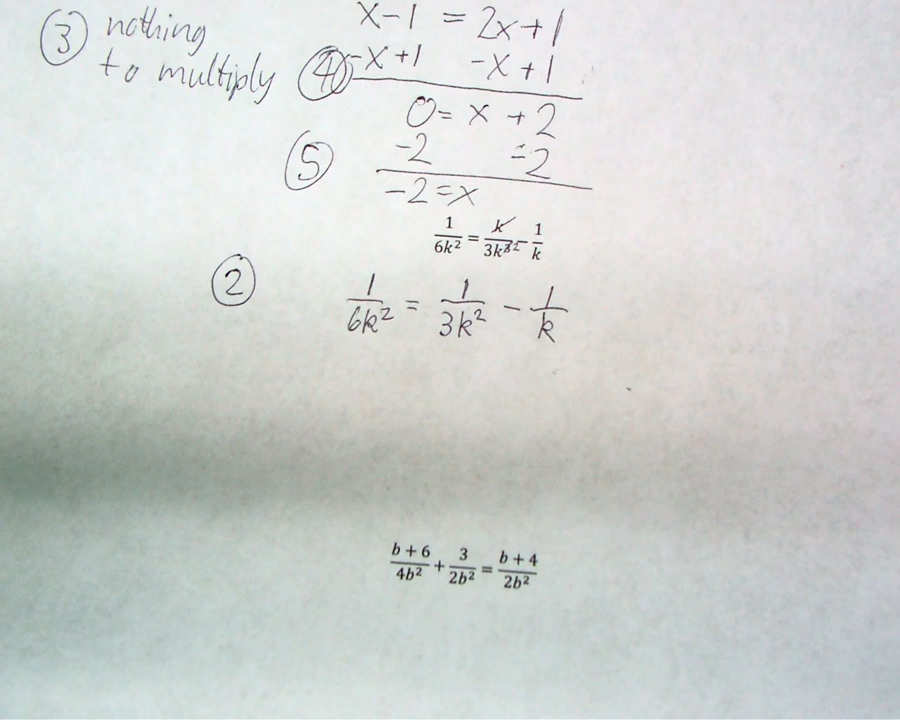 ③ nothing to multiply
x-1 = 2x+1
④ -x+1 -x+1
0 = x + 2
⑤ -2 -2
-2 = x
1/6k² = k/3k³² - 1/k
② 1/6k² = 1/3k² - 1/k
b+6/4b² + 3/2b² = b+4/2b²